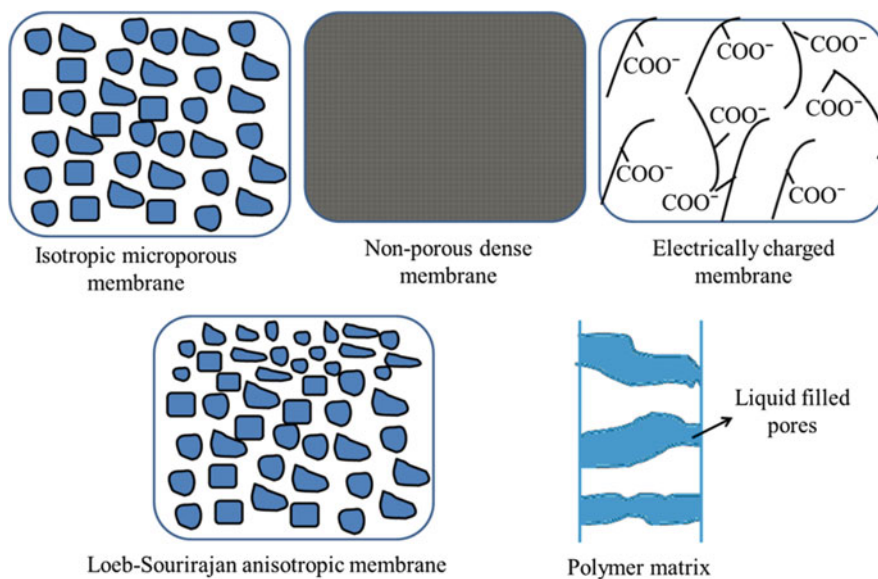 COO⁻
COO⁻
COO⁻
COO⁻
COO⁻
COO⁻
COO⁻
COO⁻
Isotropic microporous
membrane
Non-porous dense
membrane
Electrically charged
membrane
Liquid filled
pores
Loeb-Sourirajan anisotropic membrane
Polymer matrix